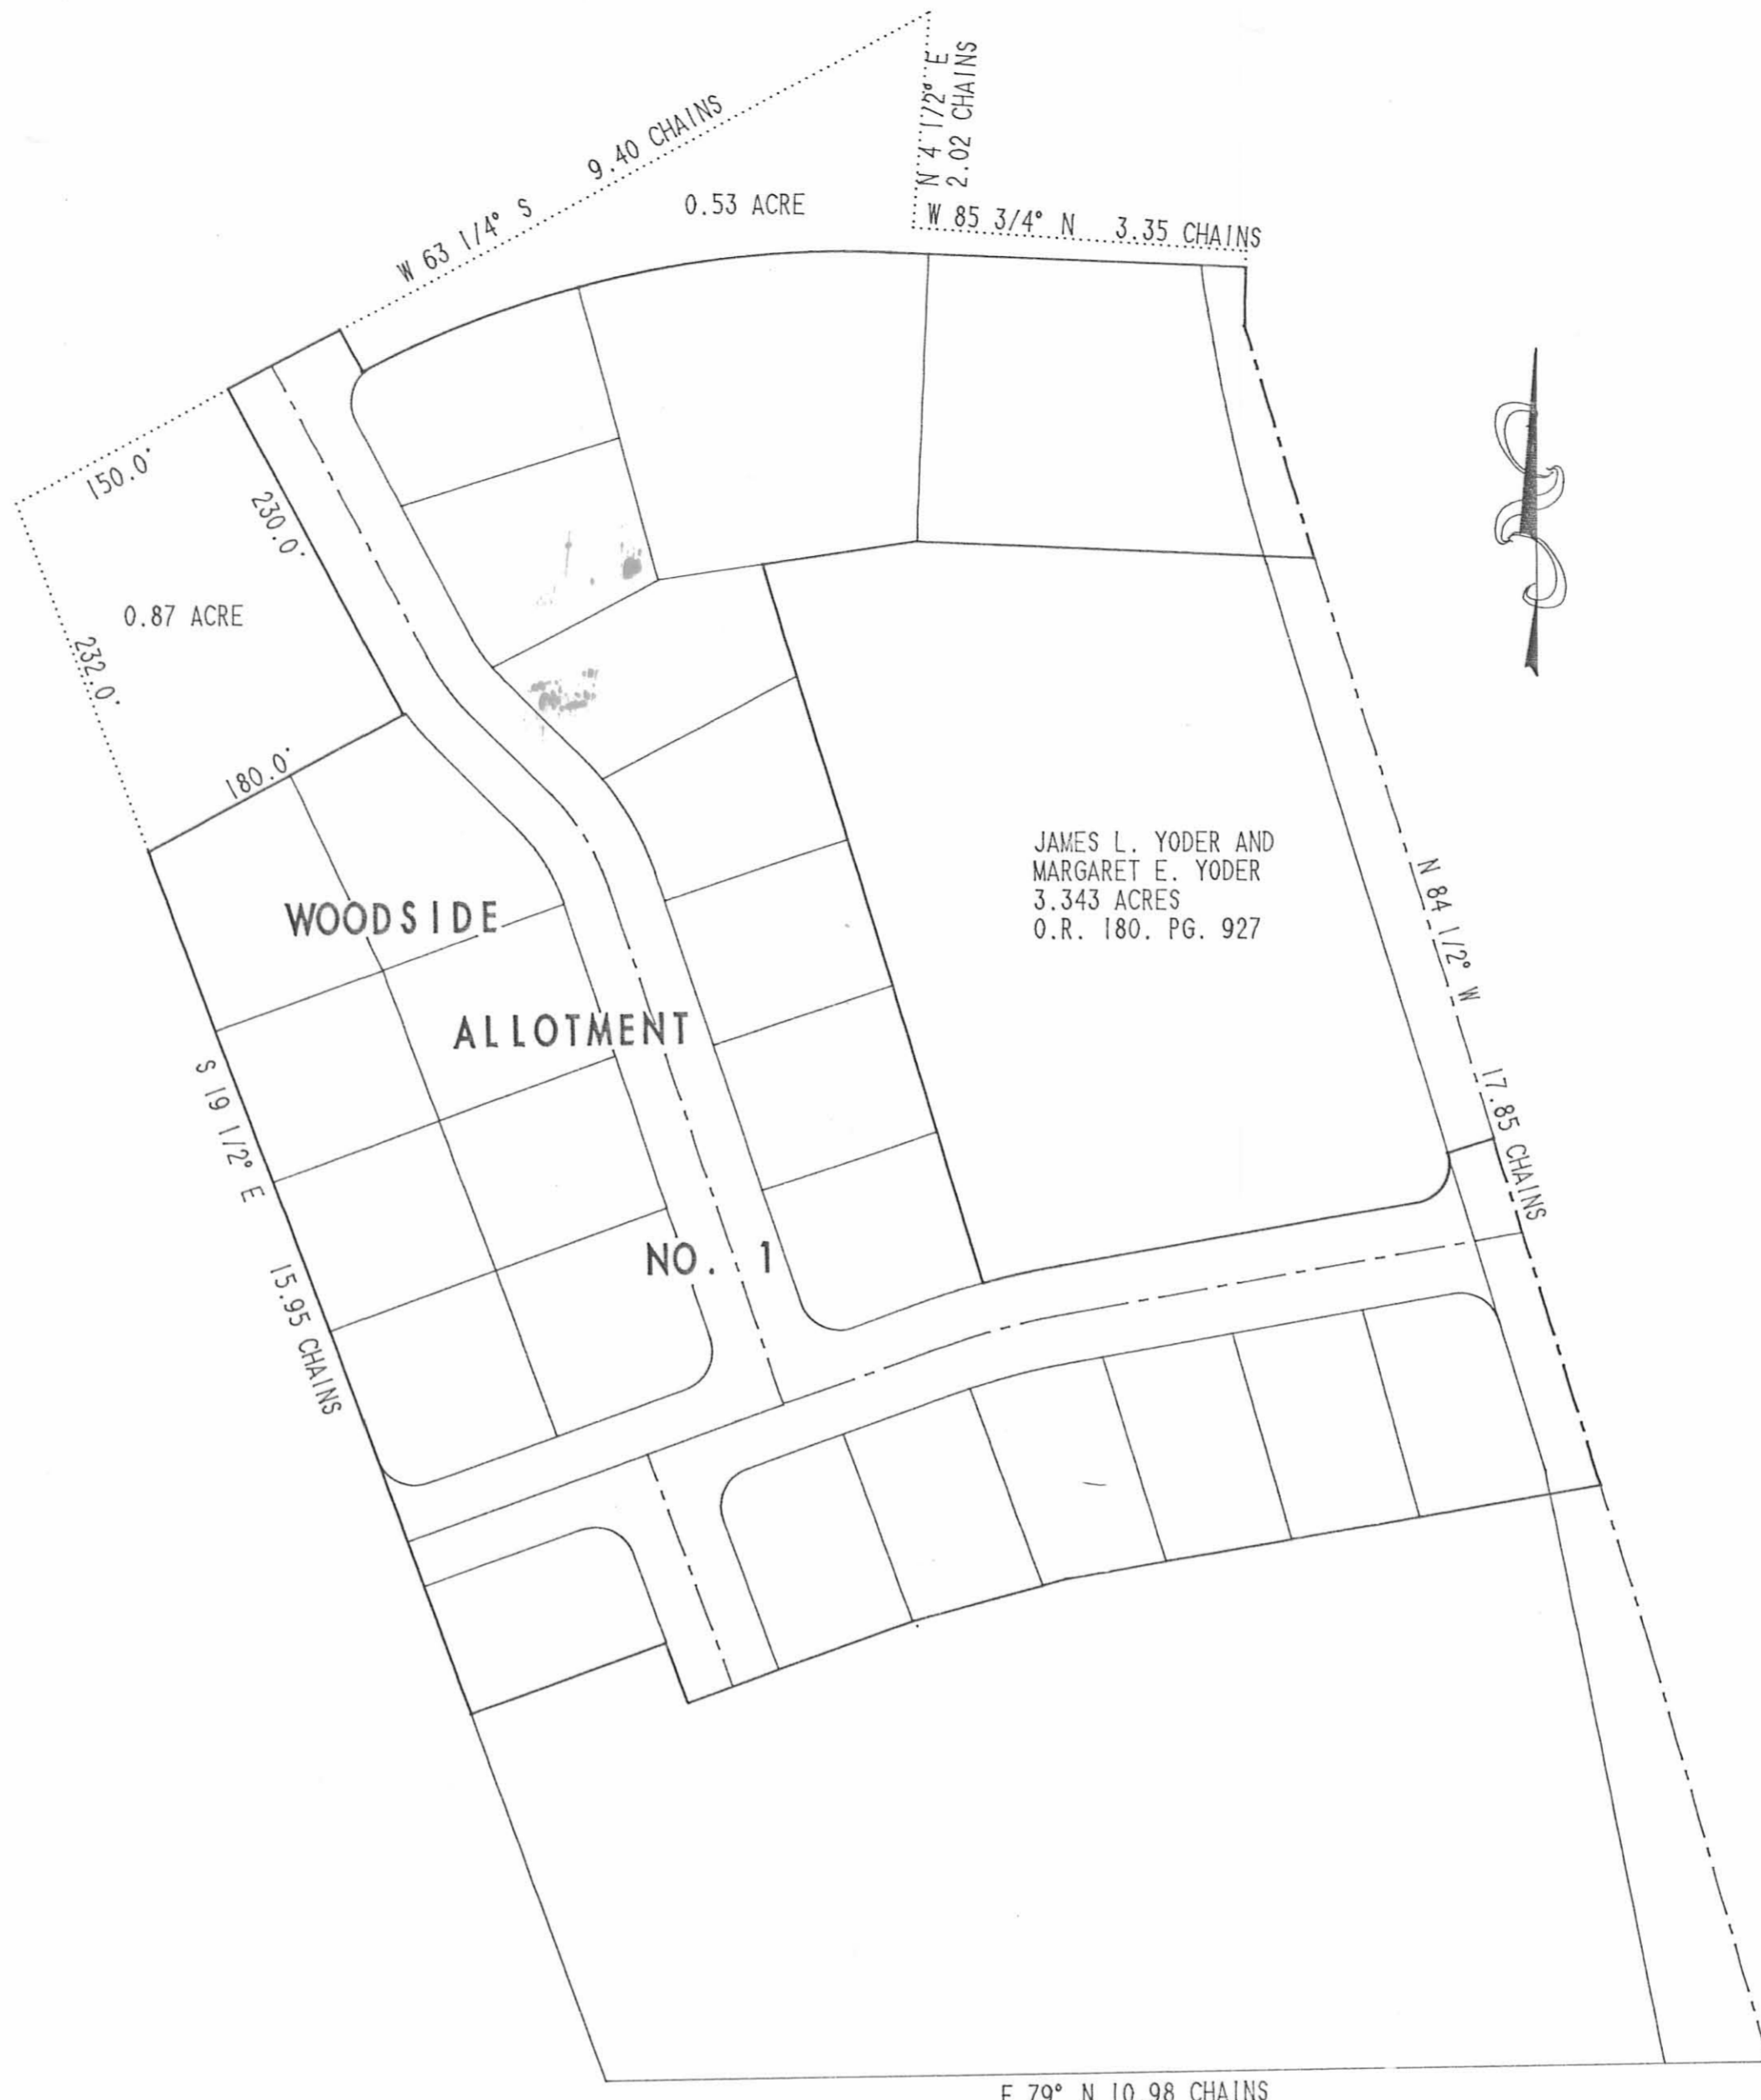 N 4 1/2° E
2.02 CHAINS
9.40 CHAINS
W 63 1/4° S
0.53 ACRE
W 85 3/4° N 3.35 CHAINS
150.0'
230.0'
0.87 ACRE
232.0'
180.0'
JAMES L. YODER AND
MARGARET E. YODER
3.343 ACRES
O.R. 180. PG. 927
N 84 1/2° W
17.85 CHAINS
WOODSIDE
ALLOTMENT
NO. 1
S 19 1/2° E
15.95 CHAINS
E 79° N 10.98 CHAINS